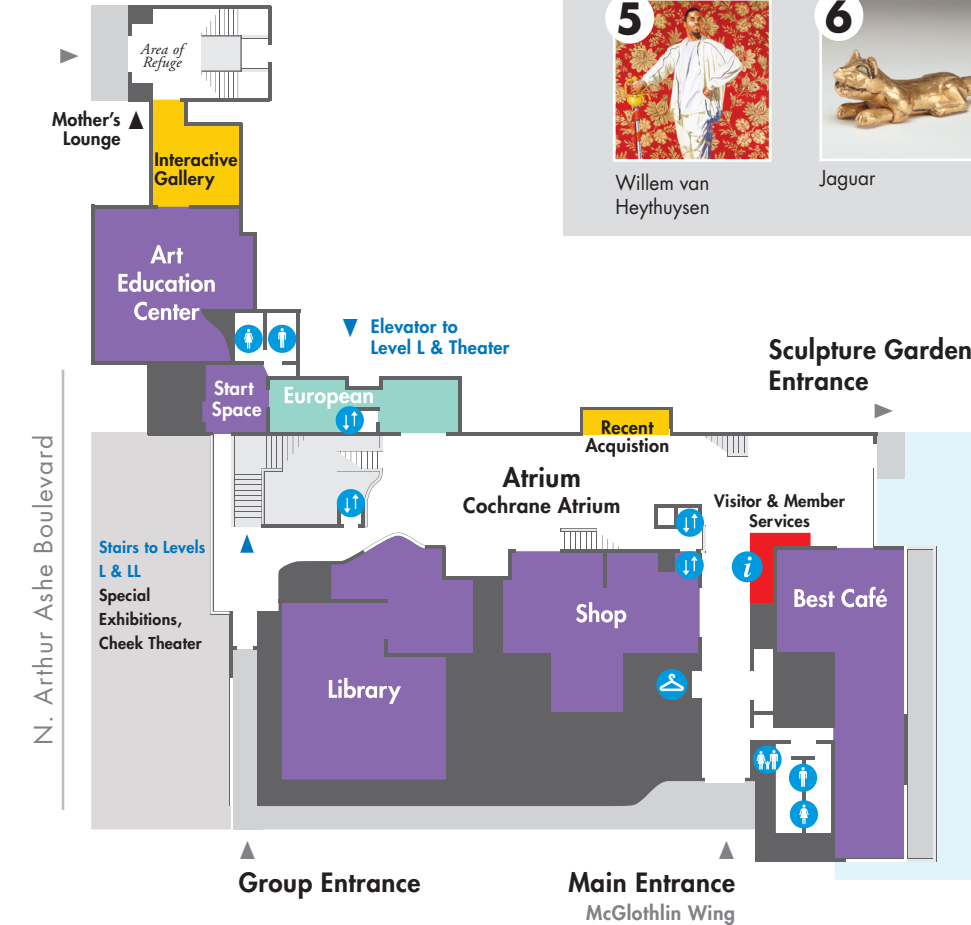 5
6
Willem van
Heythuysen
Jaguar
Area of
Refuge
Mother's
Lounge
Interactive
Gallery
Art
Education
Center
Elevator to
Level L & Theater
Sculpture Garden
Entrance
Start
Space
European
Recent
Acquistion
Atrium
Cochrane Atrium
Visitor & Member
Services
i
N. Arthur Ashe Boulevard
Stairs to Levels
L & LL
Special
Exhibitions,
Cheek Theater
Shop
Best Café
Library
Group Entrance
Main Entrance
McGlothlin Wing